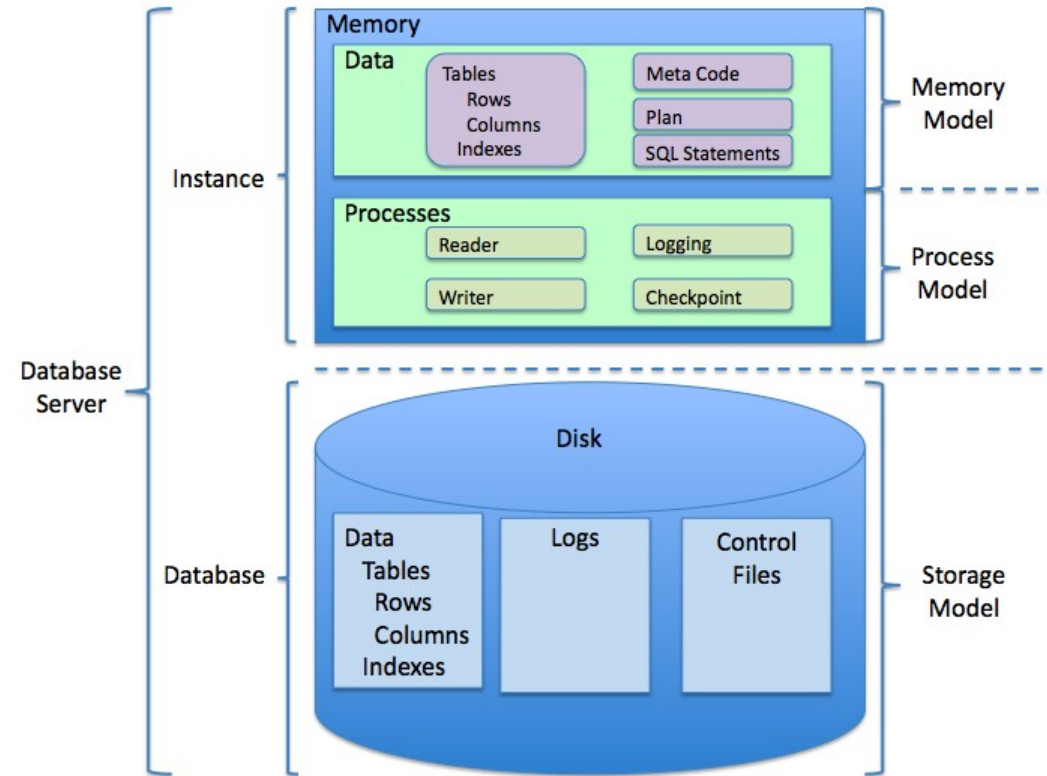 Memory
Data
Tables
Rows
Columns
Indexes
Meta Code
Plan
SQL Statements
Memory
Model
Instance
Processes
Reader
Writer
Logging
Checkpoint
Process
Model
Database
Server
Disk
Data
Tables
Rows
Columns
Indexes
Logs
Control
Files
Database
Storage
Model